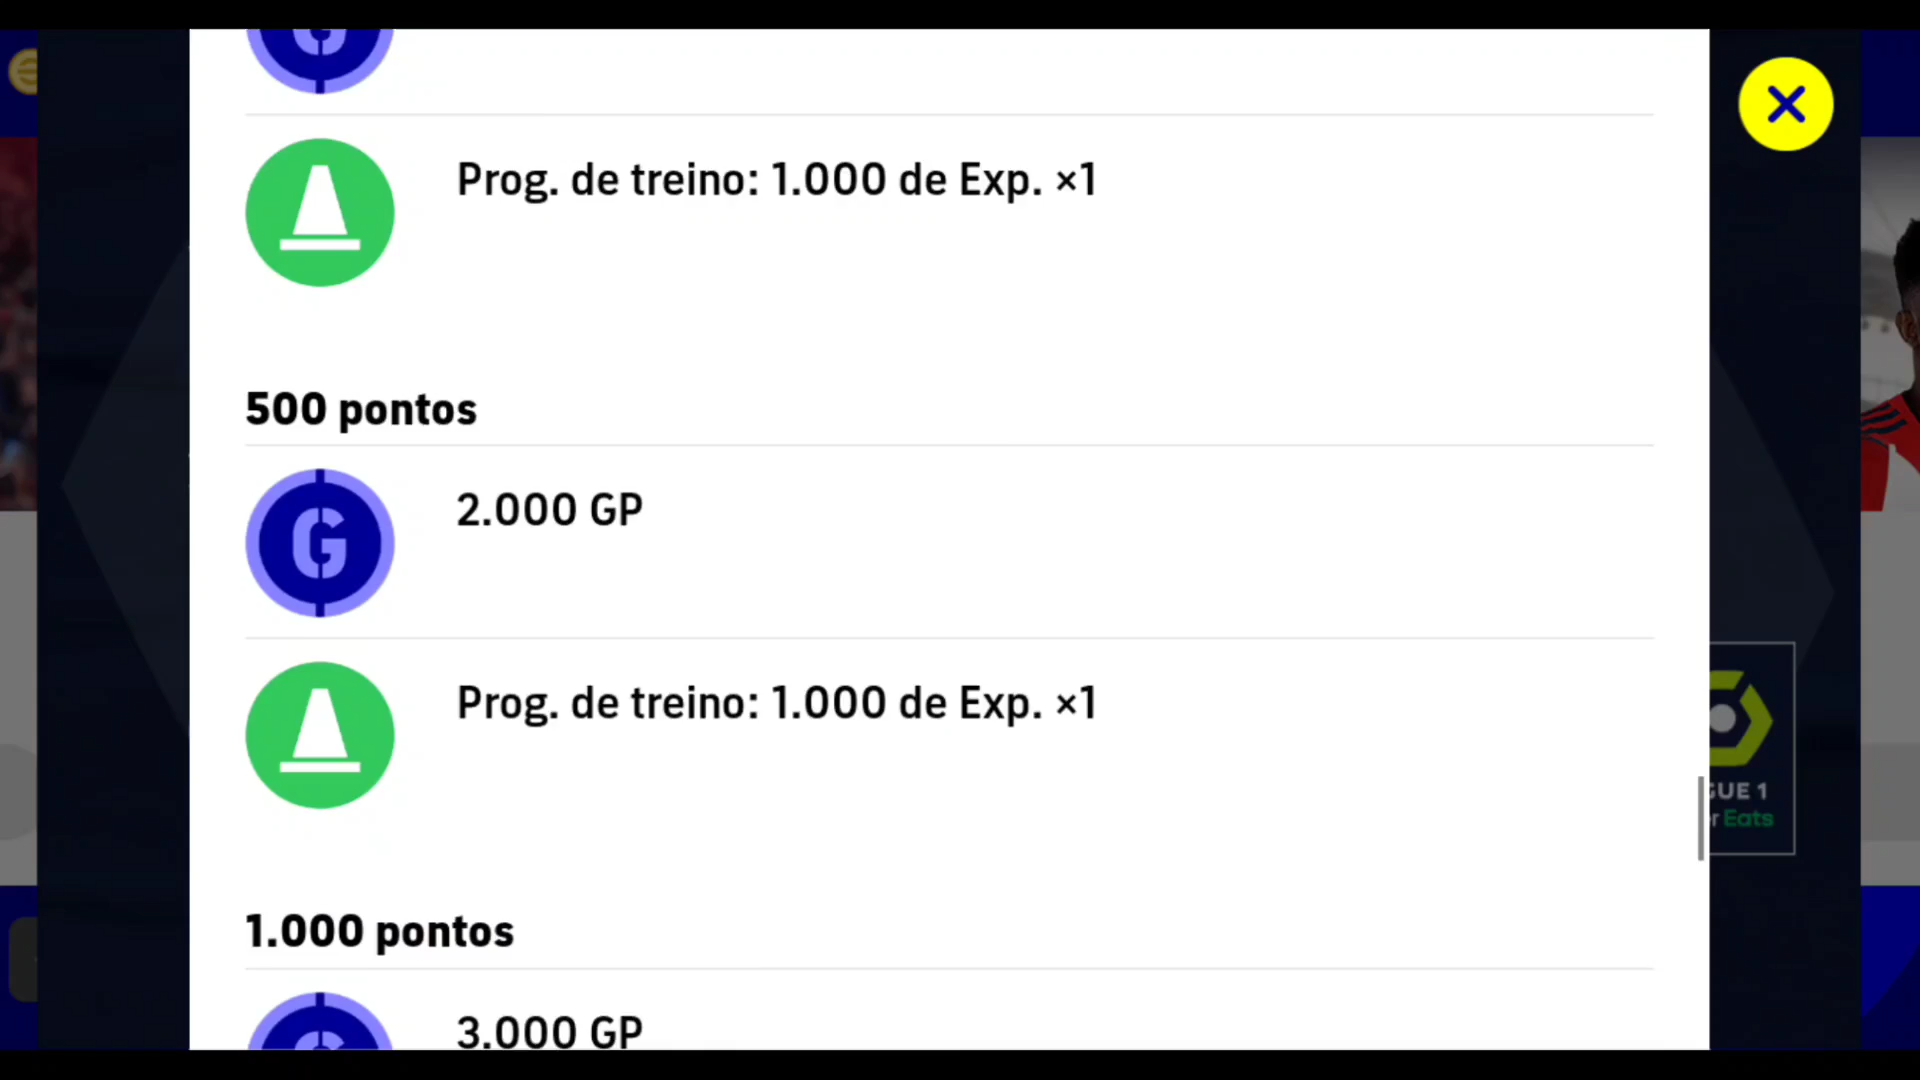 Prog. de treino: 1.000 de Exp. ×1
500 pontos
G
2.000 GP
Prog. de treino: 1.000 de Exp. ×1
1.000 pontos
3.000 GP
Eats